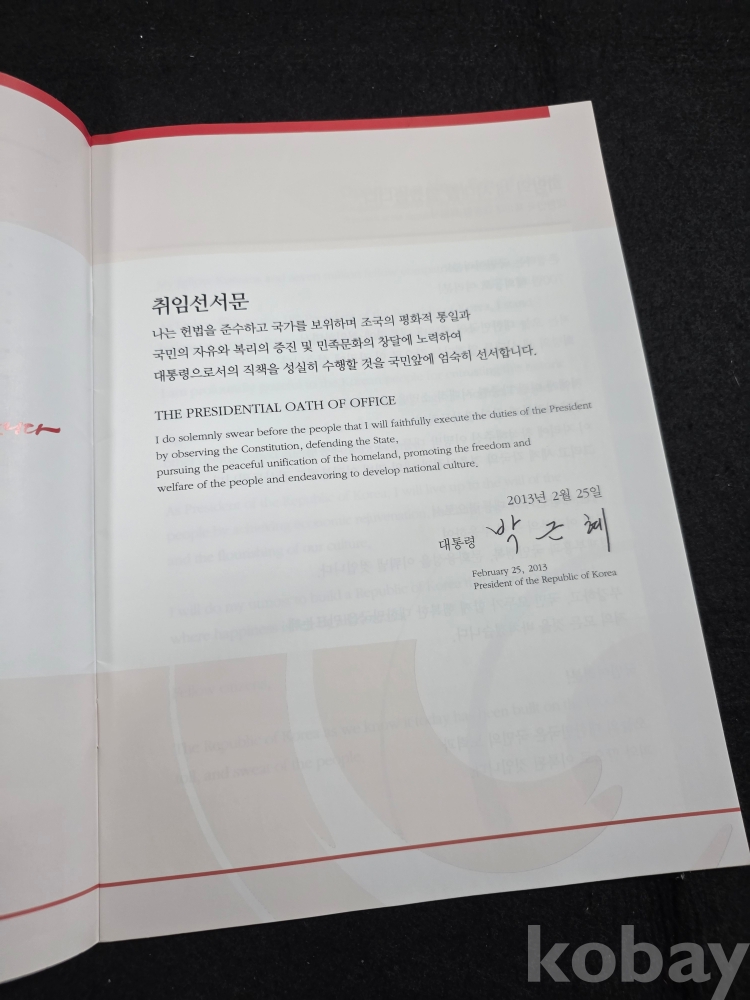 취임선서문
나는 헌법을 준수하고 국가를 보위하며 조국의 평화적 통일과
국민의 자유와 복리의 증진 및 민족문화의 창달에 노력하여
대통령으로서의 직책을 성실히 수행할 것을 국민앞에 엄숙히 선서합니다.
THE PRESIDENTIAL OATH OF OFFICE
I do solemnly swear before the people that I will faithfully execute the duties of the President
by observing the Constitution, defending the State,
pursuing the peaceful unification of the homeland, promoting the freedom and
welfare of the people and endeavoring to develop national culture.
2013년 2월 25일
대통령 박근혜
February 25, 2013
President of the Republic of Korea
kobay